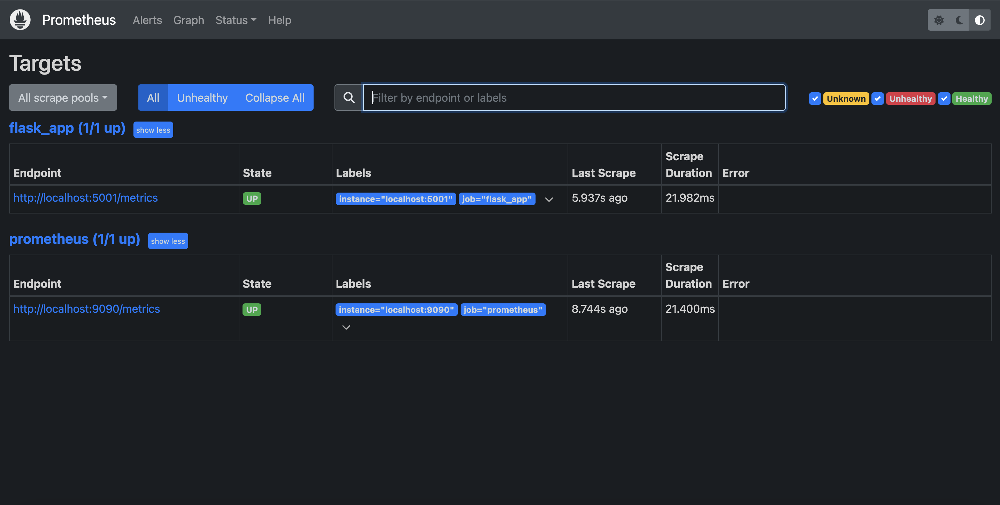 Prometheus Alerts Graph Status Help
Targets
All scrape pools All Unhealthy Collapse All Filter by endpoint or labels Unknown Unhealthy Healthy
flask_app (1/1 up) show less
Endpoint State Labels Last Scrape Scrape Duration Error
http://localhost:5001/metrics UP instance="localhost:5001" job="flask_app" 5.937s ago 21.982ms
prometheus (1/1 up) show less
Endpoint State Labels Last Scrape Scrape Duration Error
http://localhost:9090/metrics UP instance="localhost:9090" job="prometheus" 8.744s ago 21.400ms